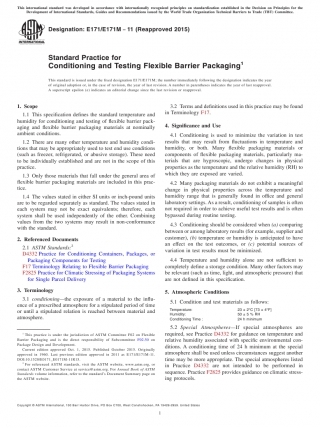 This international standard was developed in accordance with internationally recognized principles on standardization established in the Decision on Principles for the
Development of International Standards, Guides and Recommendations issued by the World Trade Organization Technical Barriers to Trade (TBT) Committee.
Designation: E171/E171M − 11 (Reapproved 2015)
INTERNATIONAL
Standard Practice for
Conditioning and Testing Flexible Barrier Packaging1
This standard is issued under the fixed designation E171/E171M; the number immediately following the designation indicates the year
of original adoption or, in the case of revision, the year of last revision. A number in parentheses indicates the year of last reapproval.
A superscript epsilon (ε) indicates an editorial change since the last revision or reapproval.
1. Scope
1.1 This specification defines the standard temperature and
humidity for conditioning and testing of flexible barrier pack-
aging and flexible barrier packaging materials at nominally
ambient conditions.
1.2 There are many other temperature and humidity condi-
tions that may be appropriately used to test end use conditions
(such as freezer, refrigerated, or abusive storage). These need
to be individually established and are not in the scope of this
practice.
1.3 Only those materials that fall under the general area of
flexible barrier packaging materials are included in this prac-
tice.
1.4 The values stated in either SI units or inch-pound units
are to be regarded separately as standard. The values stated in
each system may not be exact equivalents; therefore, each
system shall be used independently of the other. Combining
values from the two systems may result in non-conformance
with the standard.
2. Referenced Documents
2.1 ASTM Standards:2
D4332 Practice for Conditioning Containers, Packages, or
Packaging Components for Testing
F17 Terminology Relating to Flexible Barrier Packaging
F2825 Practice for Climatic Stressing of Packaging Systems
for Single Parcel Delivery
3. Terminology
3.1 conditioning—the exposure of a material to the influ-
ence of a prescribed atmosphere for a stipulated period of time
or until a stipulated relation is reached between material and
atmosphere.
1 This practice is under the jurisdiction of ASTM Committee F02 on Flexible
Barrier Packaging and is the direct responsibility of Subcommittee F02.50 on
Package Design and Development.
Current edition approved Oct. 1, 2015. Published October 2015. Originally
approved in 1960. Last previous edition approved in 2011 as E171/E171M-11.
DOI: 10.1520/E0171_E0171M-11R15.
2 For referenced ASTM standards, visit the ASTM website, www.astm.org, or
contact ASTM Customer Service at service@astm.org. For Annual Book of ASTM
Standards volume information, refer to the standard's Document Summary page on
the ASTM website.
3.2 Terms and definitions used in this practice may be found
in Terminology F17.
4. Significance and Use
4.1 Conditioning is used to minimize the variation in test
results that may result from fluctuations in temperature and
humidity, or both. Many flexible packaging materials or
components of flexible packaging materials, particularly ma-
terials that are hygroscopic, undergo changes in physical
properties as the temperature and the relative humidity (RH) to
which they are exposed are varied.
4.2 Many packaging materials do not exhibit a meaningful
change in physical properties across the temperature and
humidity range that is generally found in office and general
laboratory settings. As a result, conditioning of samples is often
not required in order to achieve useful test results and is often
bypassed during routine testing.
4.3 Conditioning should be considered when (a) comparing
between or among laboratory results (for example, supplier and
customer), (b) temperature or humidity is anticipated to have
an effect on the test outcomes, or (c) potential sources of
variation in test results must be minimized.
4.4 Temperature and humidity alone are not sufficient to
completely define a storage condition. Many other factors may
be relevant (such as time, light, and atmospheric pressure) that
are not defined in this specification.
5. Atmospheric Conditions
5.1 Condition and test materials as follows:
Temperature 23 ± 2°C [73 ± 4°F]
Humidity 50 ± 5 % RH
Conditioning Time 24 h minimum
5.2 Special Atmospheres—If special atmospheres are
required, see Practice D4332 for guidance on temperature and
relative humidity associated with specific environmental con-
ditions. A conditioning time of 24 h minimum at the special
atmosphere shall be used unless circumstances suggest another
time may be more appropriate. The special atmospheres listed
in Practice D4332 are not intended to be performed in
sequence. Practice F2825 provides guidance on climatic stress-
ing protocols.
Copyright © ASTM International, 100 Barr Harbor Drive, PO Box C700, West Conshohocken, PA 19428-2959. United States
1